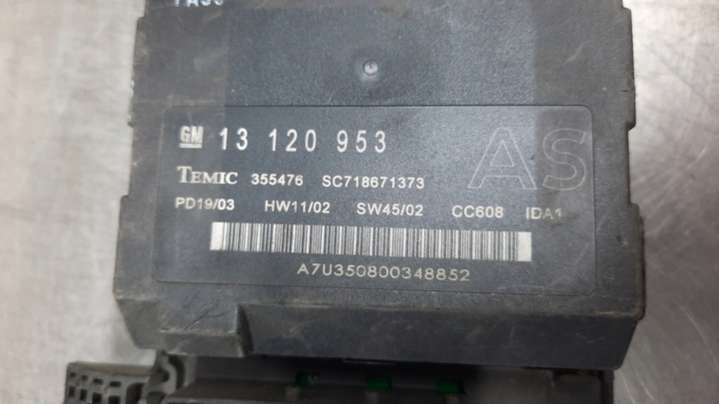 GM 13 120 953 AS
TEMIC 355476 SC718671373
PD19/03 HW11/02 SW45/02 CC608 IDA1
A7U350800348852